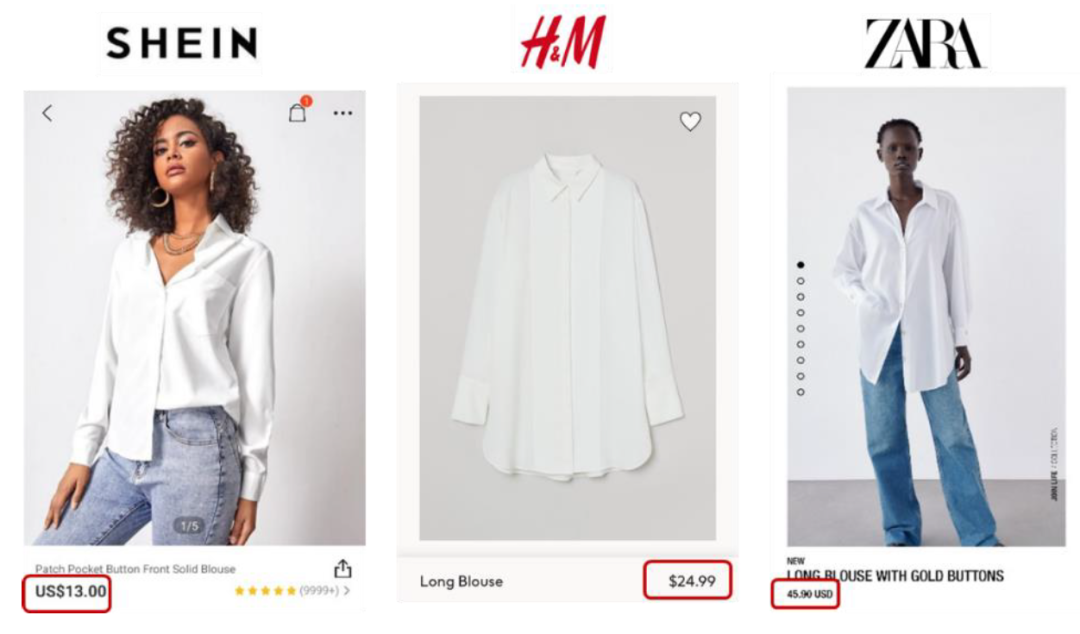 SHEIN
1
1/5
Patch Pocket Button Front Solid Blouse
US$13.00
(9999+)
H&M
Long Blouse
$24.99
ZARA
JOIN LIFE / COLLECTION
NEW
LONG BLOUSE WITH GOLD BUTTONS
45.90 USD